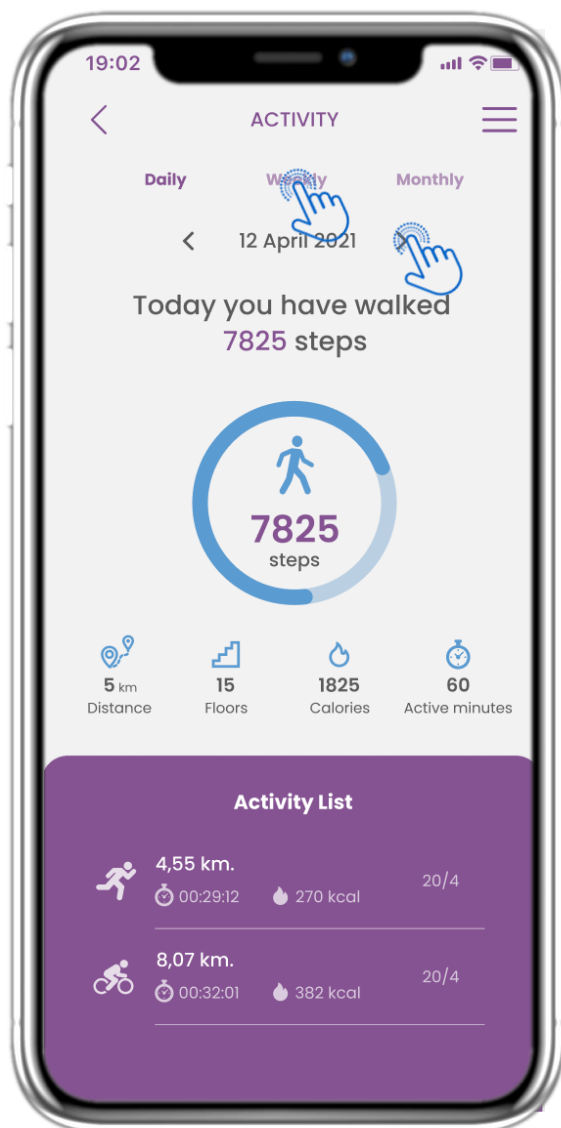 19:02
ACTIVITY
Daily Weekly Monthly
12 April 2021
Today you have walked
7825 steps
7825
steps
5 km 15 1825 60
Distance Floors Calories Active minutes
Activity List
4,55 km.
00:29:12 270 kcal 20/4
8,07 km.
00:32:01 382 kcal 20/4